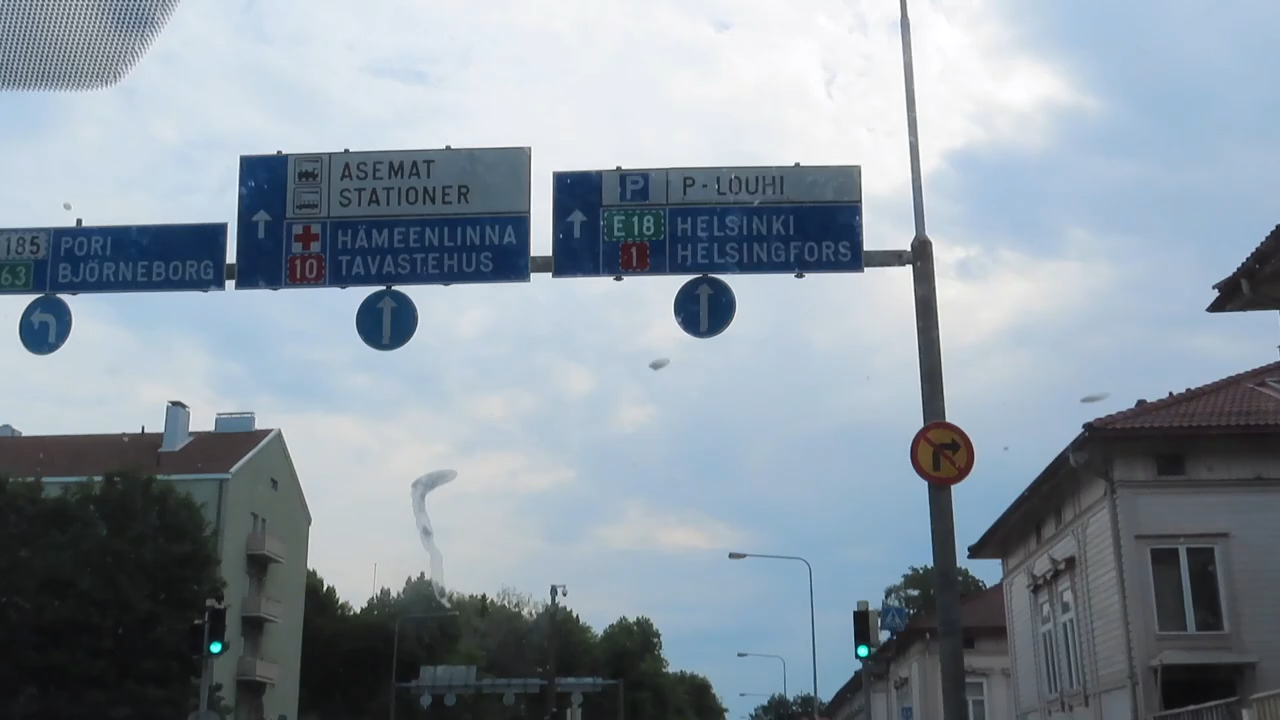 185 PORI
63 BJÖRNEBORG
ASEMAT
STATIONER
HÄMEENLINNA
10 TAVASTEHUS
P P-LOUHI
E18 HELSINKI
1 HELSINGFORS